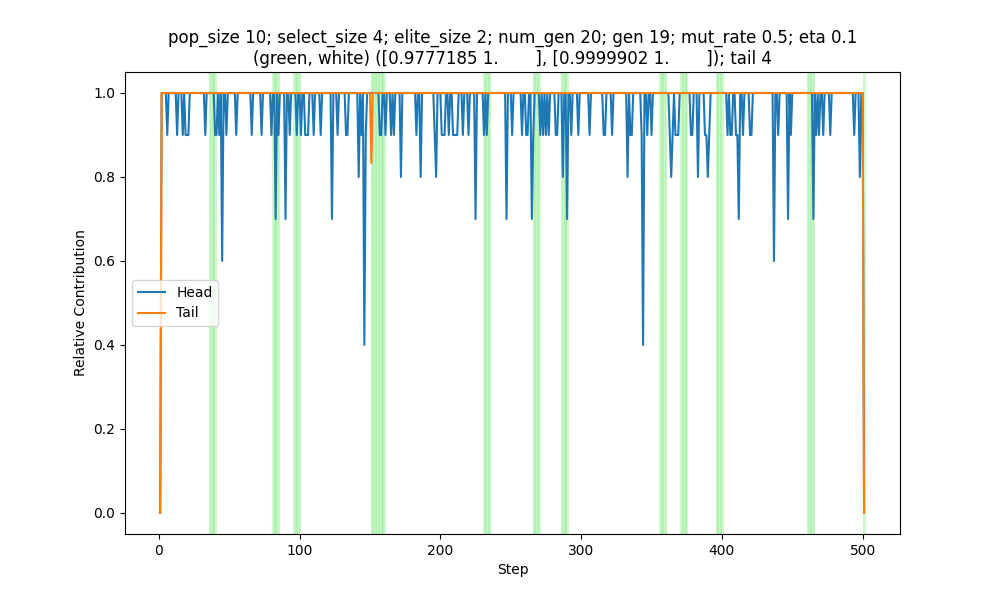 pop_size 10; select_size 4; elite_size 2; num_gen 20; gen 19; mut_rate 0.5; eta 0.1
(green, white) ([0.9777185 1.        ], [0.9999902 1.        ]); tail 4
1.0
0.8
0.6
0.4
0.2
0.0
Relative Contribution
Head
Tail
0
100
200
300
400
500
Step